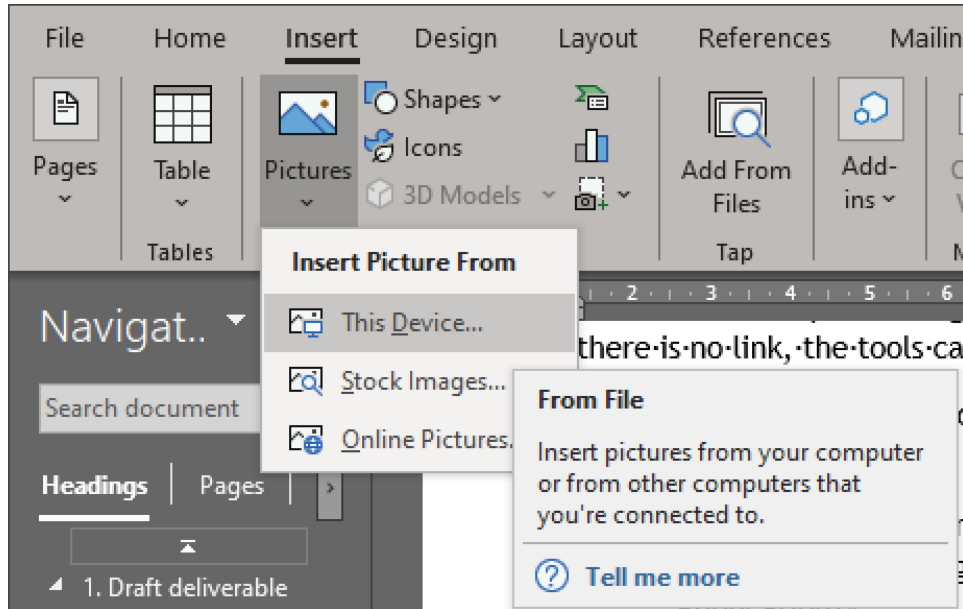 File Home Insert Design Layout References Mailin
Pages Table Pictures Shapes Icons 3D Models Add From Files Add-ins
Tables Tap
Insert Picture From
This Device...
Stock Images...
Online Pictures.
Navigat..
Search document
Headings Pages
1. Draft deliverable
2 3 4 5 6
there·is·no·link,·the·tools·ca
From File
Insert pictures from your computer
or from other computers that
you're connected to.
Tell me more